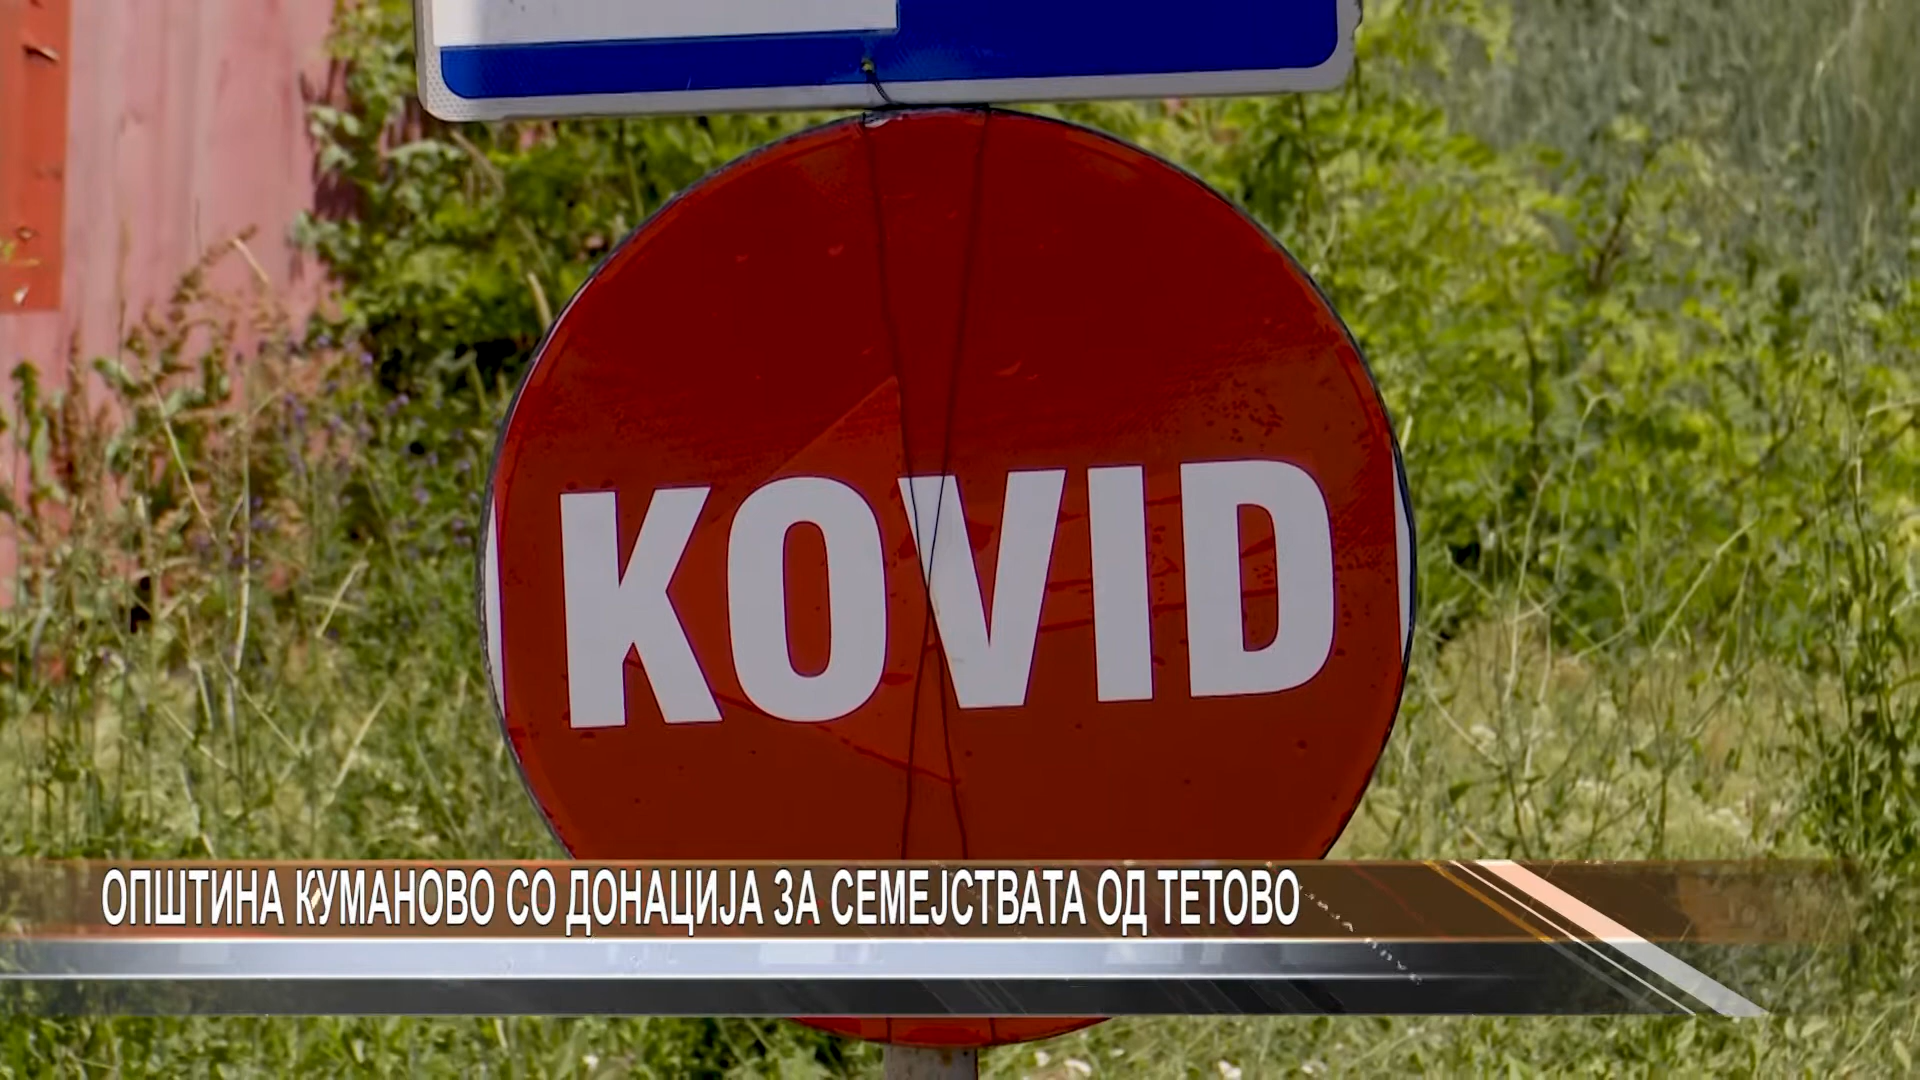 KOVID
ОПШТИНА КУМАНОВО СО ДОНАЦИЈА ЗА СЕМЕЈСТВАТА ОД ТЕТОВО